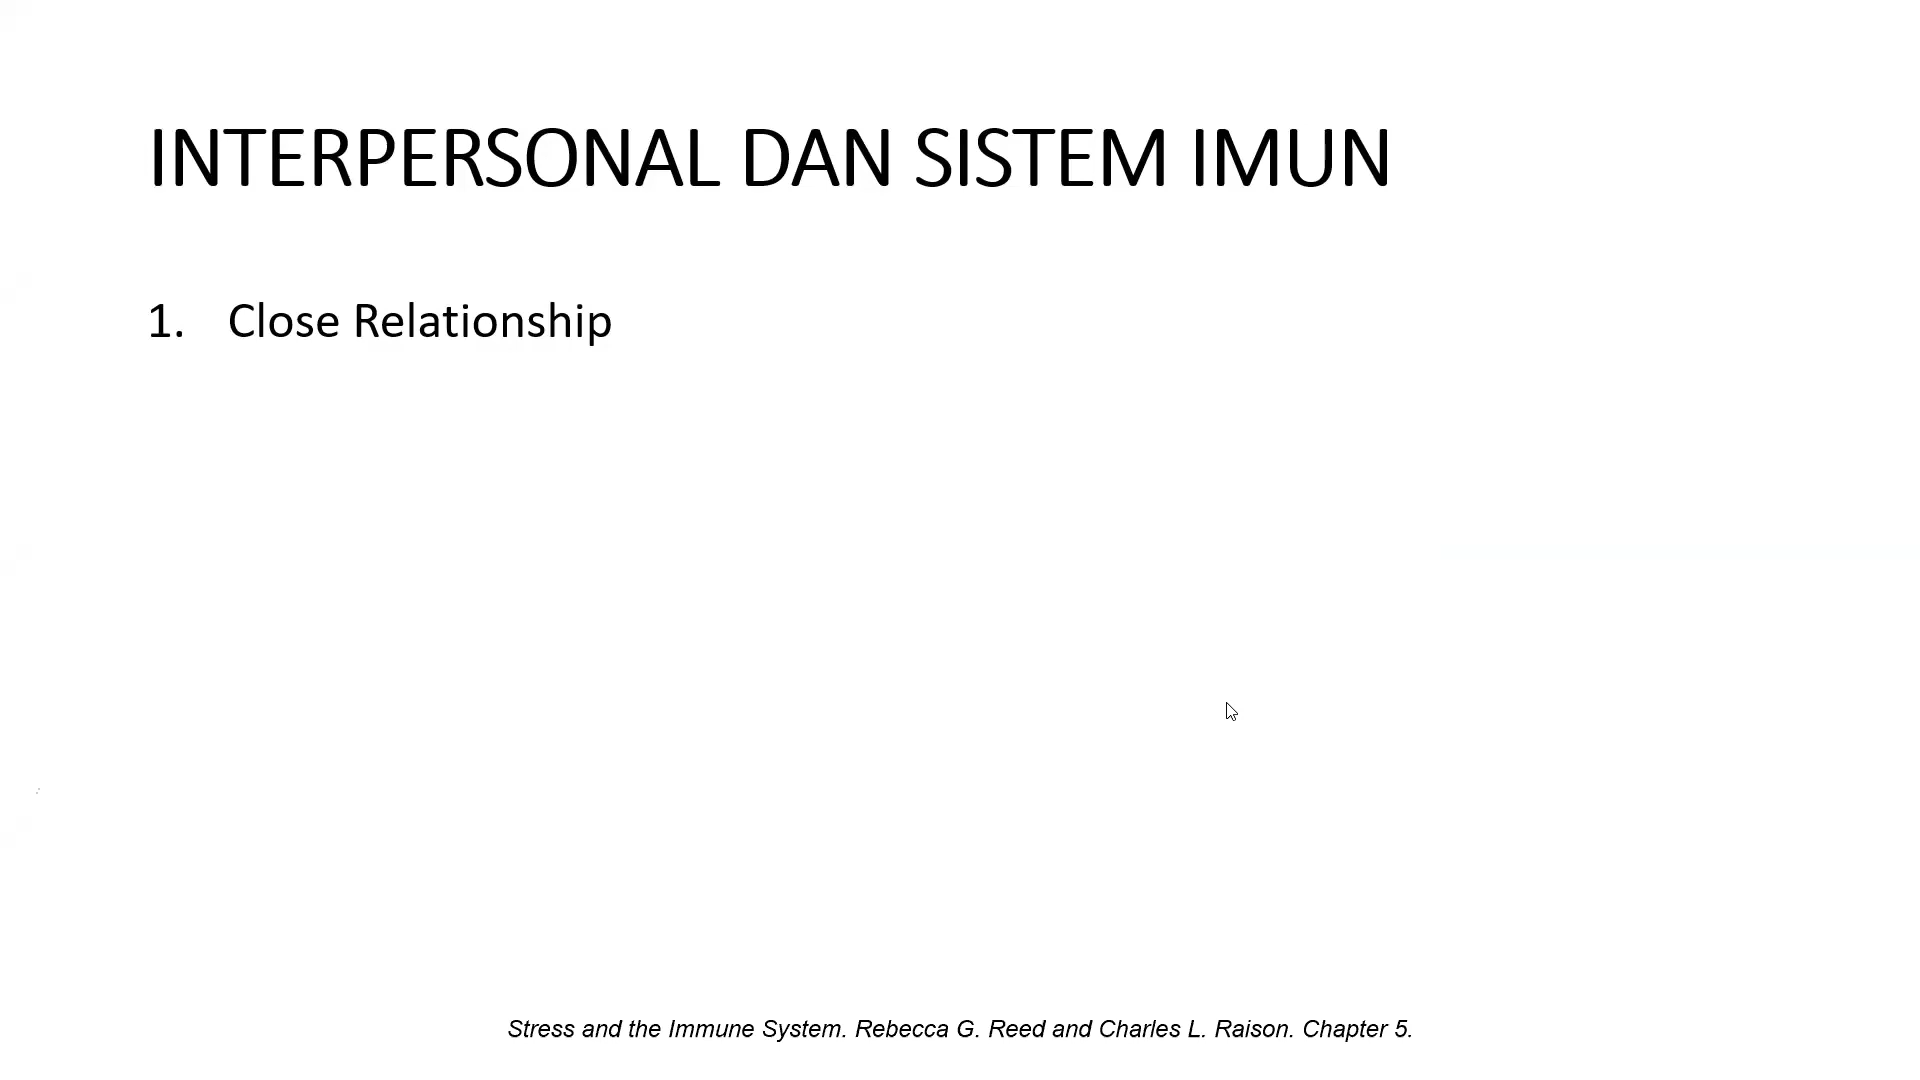 INTERPERSONAL DAN SISTEM IMUN
1. Close Relationship
Stress and the Immune System. Rebecca G. Reed and Charles L. Raison. Chapter 5.